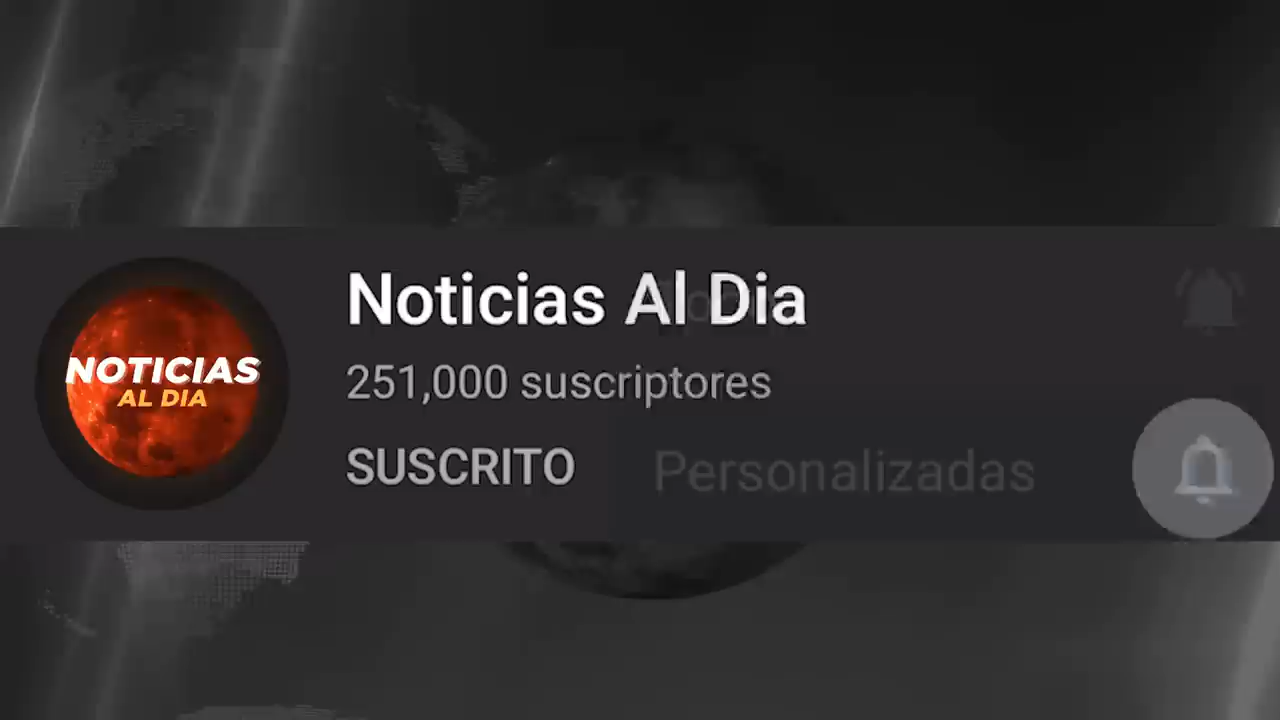 NOTICIAS
AL DIA
Noticias Al Dia
251,000 suscriptores
SUSCRITO
Personalizadas